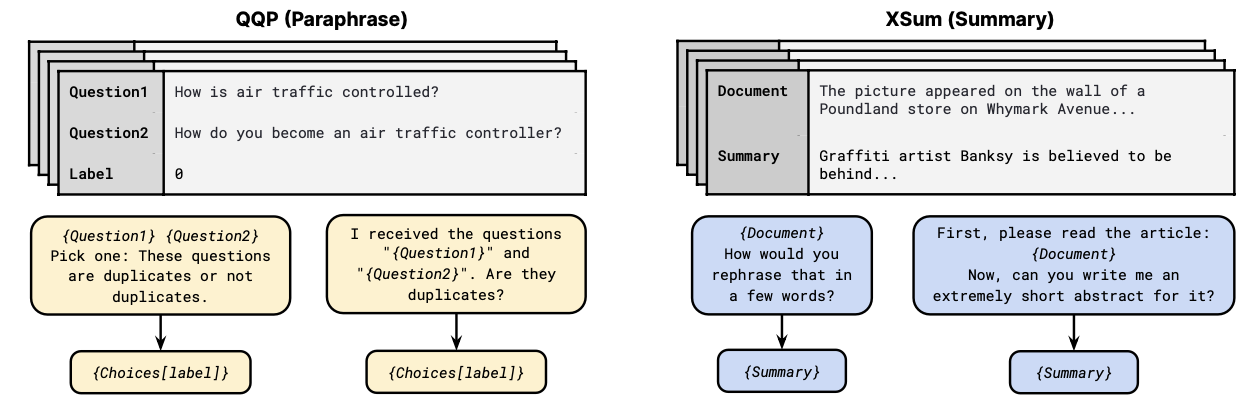 QQP (Paraphrase)
Question1 How is air traffic controlled?
Question2 How do you become an air traffic controller?
Label 0
{Question1} {Question2}
Pick one: These questions
are duplicates or not
duplicates.
{Choices[label]}
I received the questions
"{Question1}" and
"{Question2}". Are they
duplicates?
{Choices[label]}
XSum (Summary)
Document The picture appeared on the wall of a
Poundland store on Whymark Avenue...
Summary Graffiti artist Banksy is believed to be
behind...
{Document}
How would you
rephrase that in
a few words?
{Summary}
First, please read the article:
{Document}
Now, can you write me an
extremely short abstract for it?
{Summary}